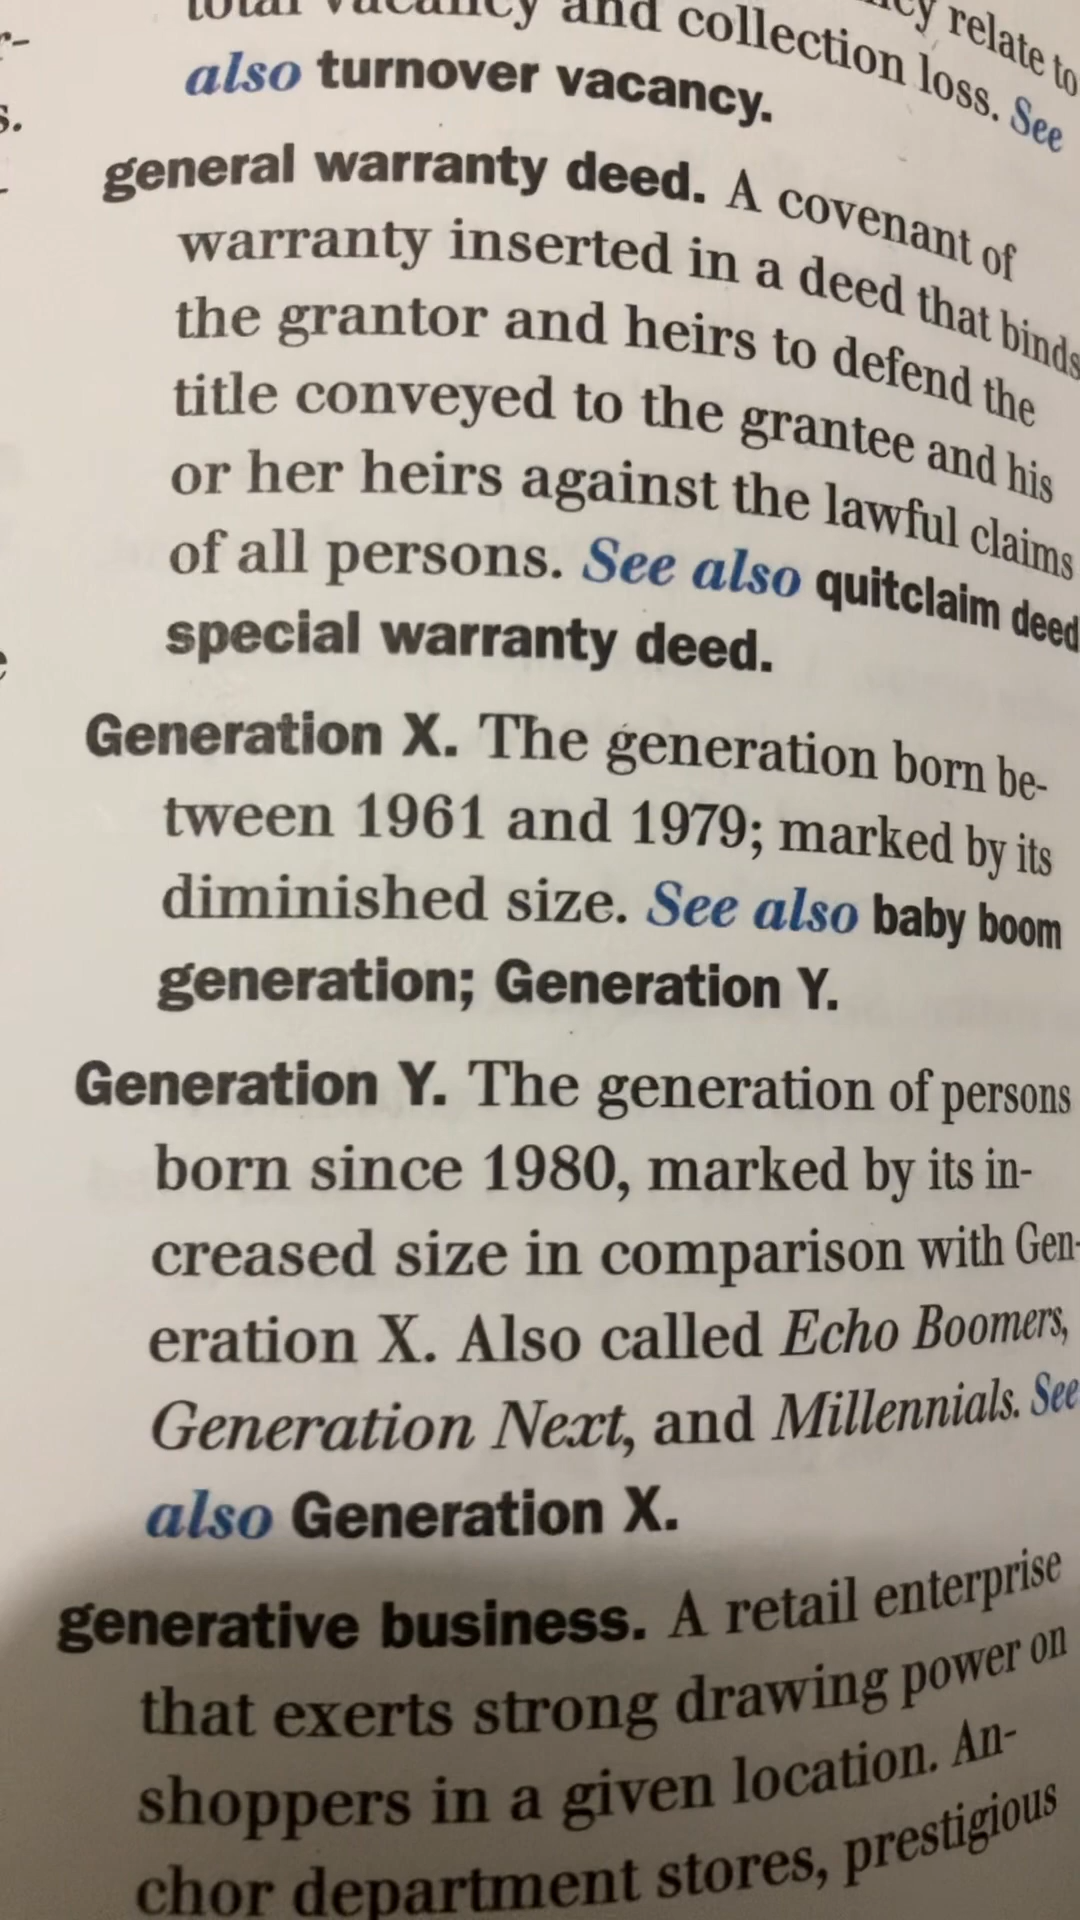 total vacancy and collection loss. See
also turnover vacancy.
general warranty deed. A covenant of
warranty inserted in a deed that binds
the grantor and heirs to defend the
title conveyed to the grantee and his
or her heirs against the lawful claims
of all persons. See also quitclaim deed
special warranty deed.
Generation X. The generation born be-
tween 1961 and 1979; marked by its
diminished size. See also baby boom
generation; Generation Y.
Generation Y. The generation of persons
born since 1980, marked by its in-
creased size in comparison with Gen-
eration X. Also called Echo Boomers,
Generation Next, and Millennials. See
also Generation X.
generative business. A retail enterprise
that exerts strong drawing power on
shoppers in a given location. An-
chor department stores, prestigious